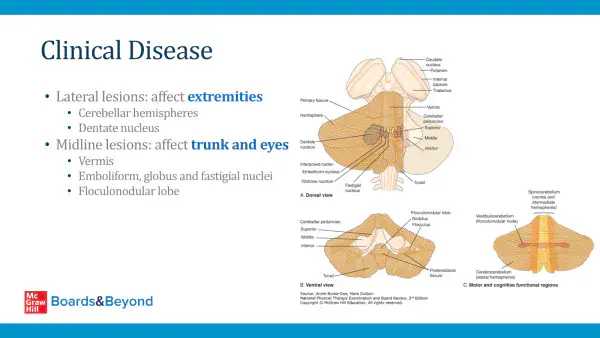 Clinical Disease
• Lateral lesions: affect extremities
• Cerebellar hemispheres
• Dentate nucleus
• Midline lesions: affect trunk and eyes
• Vermis
• Emboliform, globus and fastigial nuclei
• Floculonodular lobe
Mc
Graw
Hill
Boards&Beyond
Caudate
nucleus
Putamen
Internal
capsule
Thalamus
Primary fissure
Hemisphere
Vermis
Cerebellar
peduncles:
Superior
Middle
Inferior
Dentate
nucleus
Interposed nuclei:
Emboliform nucleus
Globose nucleus
Fastigial
nucleus
Tonsil
A. Dorsal view
Flocculonodular lobe:
Nodulus
Flocculus
Cerebellar peduncles:
Superior
Middle
Inferior
Tonsil
Posterolateral
fissure
B. Ventral view
Spinocerebellum
(vermis and
intermediate
hemispheres)
Vestibulocerebellum
(flocculonodular node)
Cerebrocerebellum
(lateral hemispheres)
C. Motor and cognitive functional regions
Source: Annie Burke-Doe, Mark Dutton:
National Physical Therapy Examination and Board Review, 2nd Edition
Copyright © McGraw Hill Education. All rights reserved.